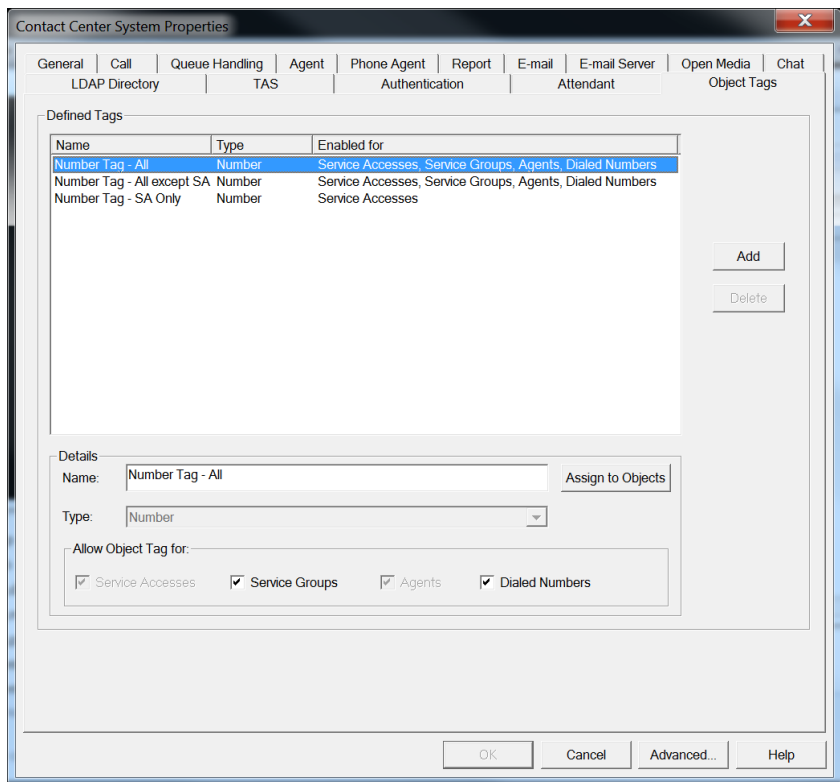 Contact Center System Properties
General Call Queue Handling Agent Phone Agent Report E-mail E-mail Server Open Media Chat
LDAP Directory TAS Authentication Attendant Object Tags
Defined Tags
Name Type Enabled for
Number Tag - All Number Service Accesses, Service Groups, Agents, Dialed Numbers
Number Tag - All except SA Number Service Accesses, Service Groups, Agents, Dialed Numbers
Number Tag - SA Only Number Service Accesses
Add
Delete
Details
Name: Number Tag - All Assign to Objects
Type: Number
Allow Object Tag for:
Service Accesses Service Groups Agents Dialed Numbers
OK Cancel Advanced... Help